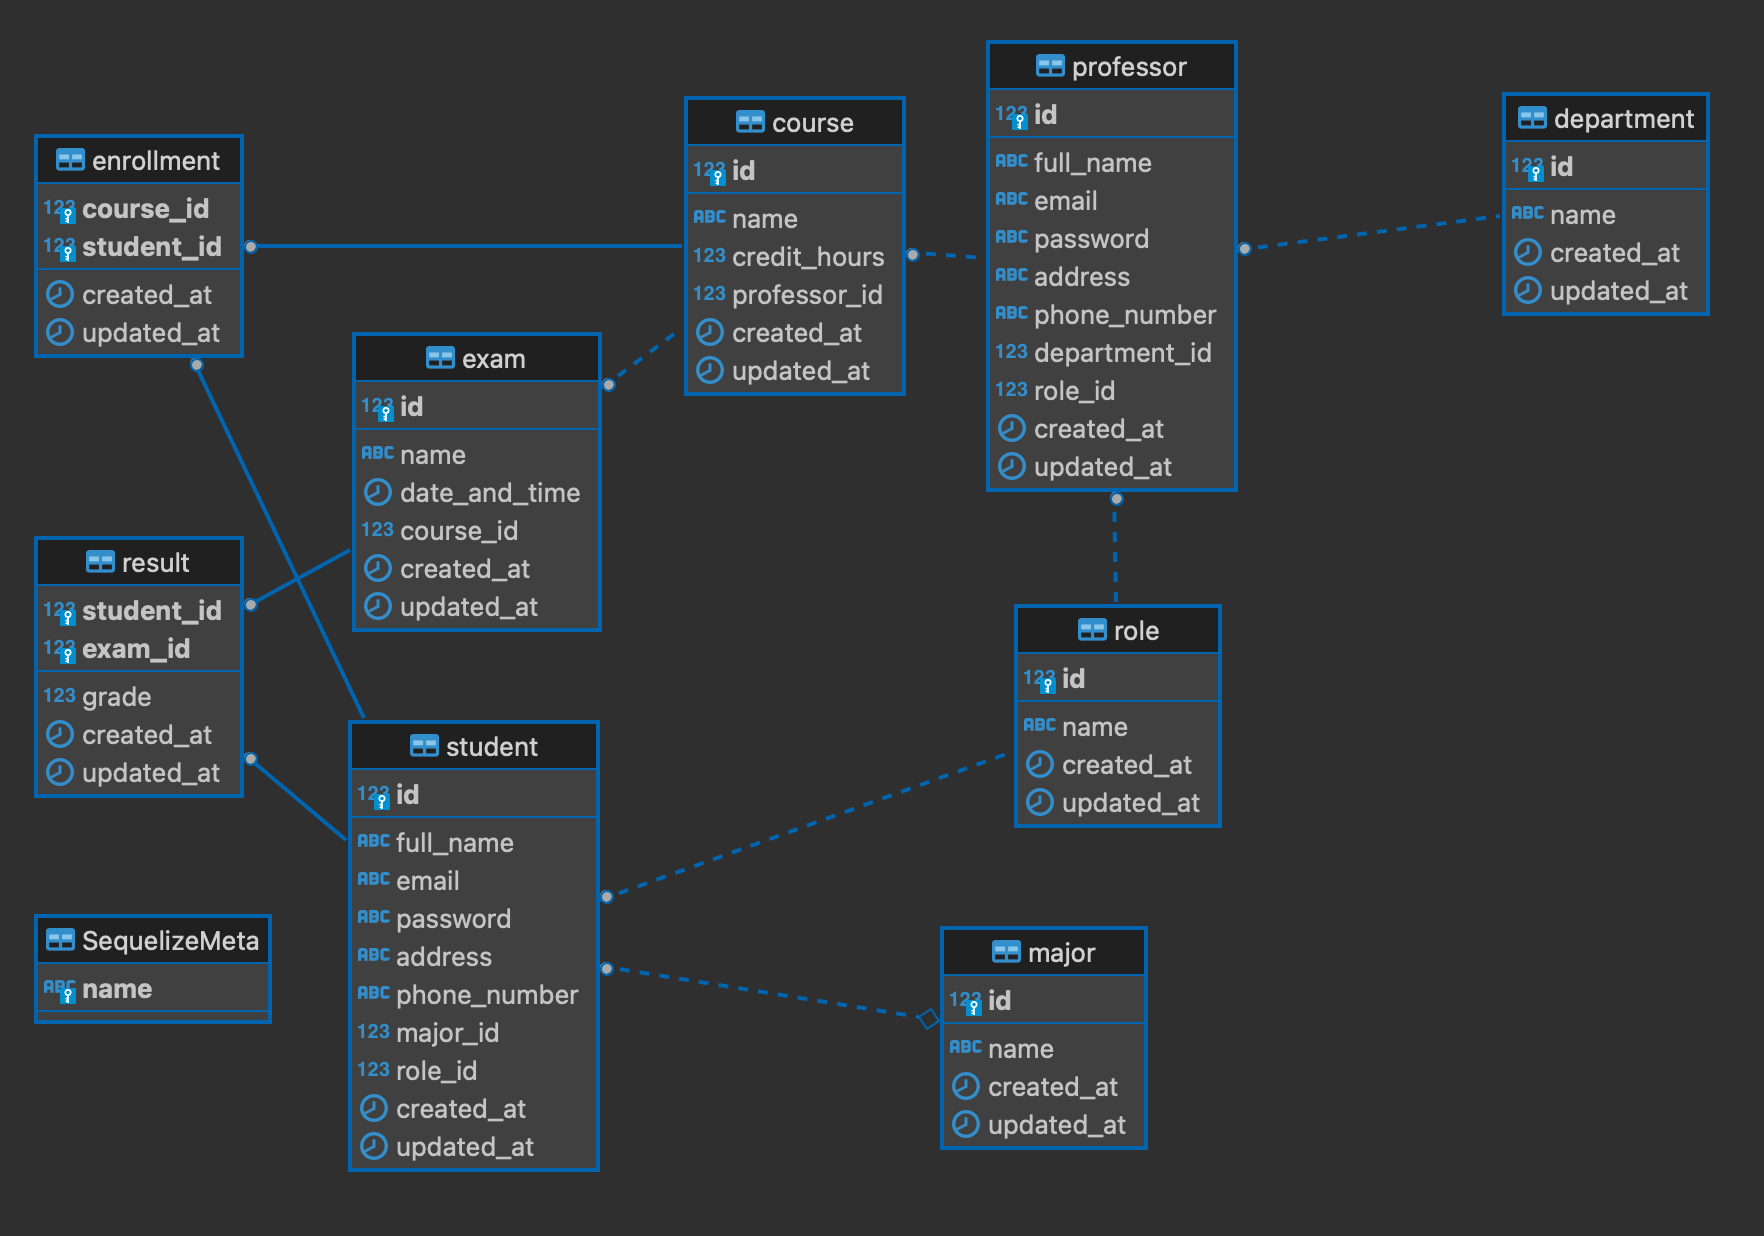 enrollment
123 course_id
123 student_id
created_at
updated_at
course
123 id
ABC name
123 credit_hours
123 professor_id
created_at
updated_at
professor
123 id
ABC full_name
ABC email
ABC password
ABC address
ABC phone_number
123 department_id
123 role_id
created_at
updated_at
department
123 id
ABC name
created_at
updated_at
exam
123 id
ABC name
date_and_time
123 course_id
created_at
updated_at
result
123 student_id
123 exam_id
123 grade
created_at
updated_at
role
123 id
ABC name
created_at
updated_at
student
123 id
ABC full_name
ABC email
ABC password
ABC address
ABC phone_number
123 major_id
123 role_id
created_at
updated_at
SequelizeMeta
ABC name
major
123 id
ABC name
created_at
updated_at